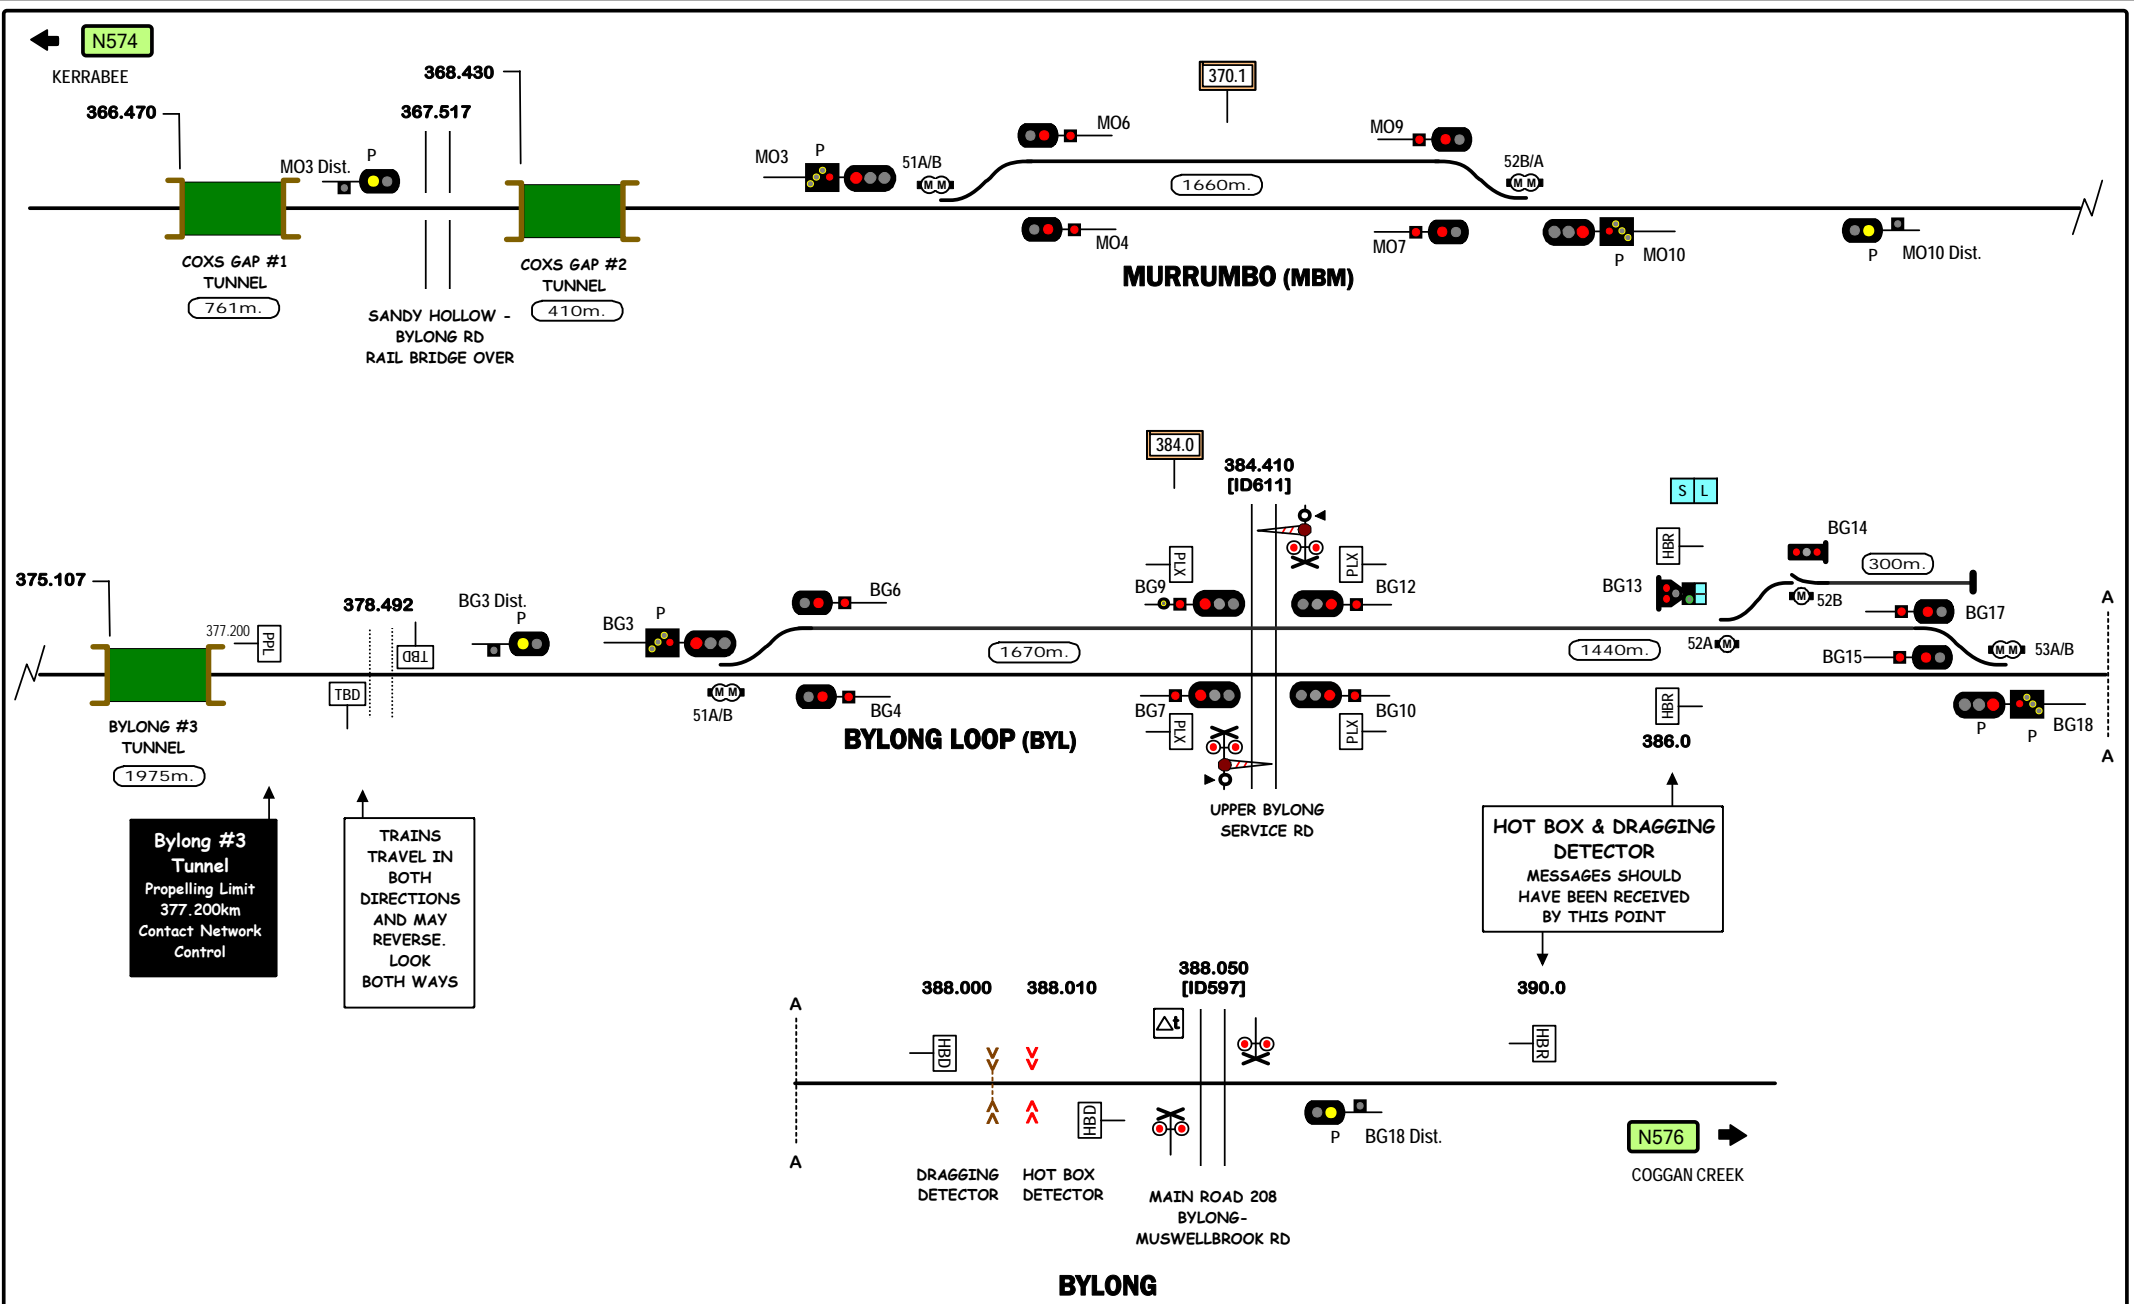 N574
KERRABEE
366.470
367.517
368.430
370.1
MO3 Dist.
P
MO3
P
51A/B
M M
MO6
MO9
52B/A
M M
1660m.
MO4
MO7
P
MO10
P
MO10 Dist.
COXS GAP #1
TUNNEL
761m.
SANDY HOLLOW -
BYLONG RD
RAIL BRIDGE OVER
COXS GAP #2
TUNNEL
410m.
MURRUMBO (MBM)
384.0
384.410
[ID611]
S L
375.107
377.200
PPL
378.492
TBD
TBD
BG3 Dist.
P
BG3
P
M M
51A/B
BG6
1670m.
BG4
PLX
BG9
PLX
BG12
BG7
PLX
BG10
PLX
HBR
BG13
BG14
300m.
M
52B
BG17
1440m.
52A
M
BG15
M M
53A/B
HBR
386.0
P
P
BG18
A
A
BYLONG #3
TUNNEL
1975m.
BYLONG LOOP (BYL)
UPPER BYLONG
SERVICE RD
Bylong #3
Tunnel
Propelling Limit
377.200km
Contact Network
Control
TRAINS
TRAVEL IN
BOTH
DIRECTIONS
AND MAY
REVERSE.
LOOK
BOTH WAYS
HOT BOX & DRAGGING
DETECTOR
MESSAGES SHOULD
HAVE BEEN RECEIVED
BY THIS POINT
388.000
388.010
388.050
[ID597]
390.0
A
A
HBD
HBD
Δt
HBR
P
BG18 Dist.
N576
COGGAN CREEK
DRAGGING
DETECTOR
HOT BOX
DETECTOR
MAIN ROAD 208
BYLONG-
MUSWELLBROOK RD
BYLONG